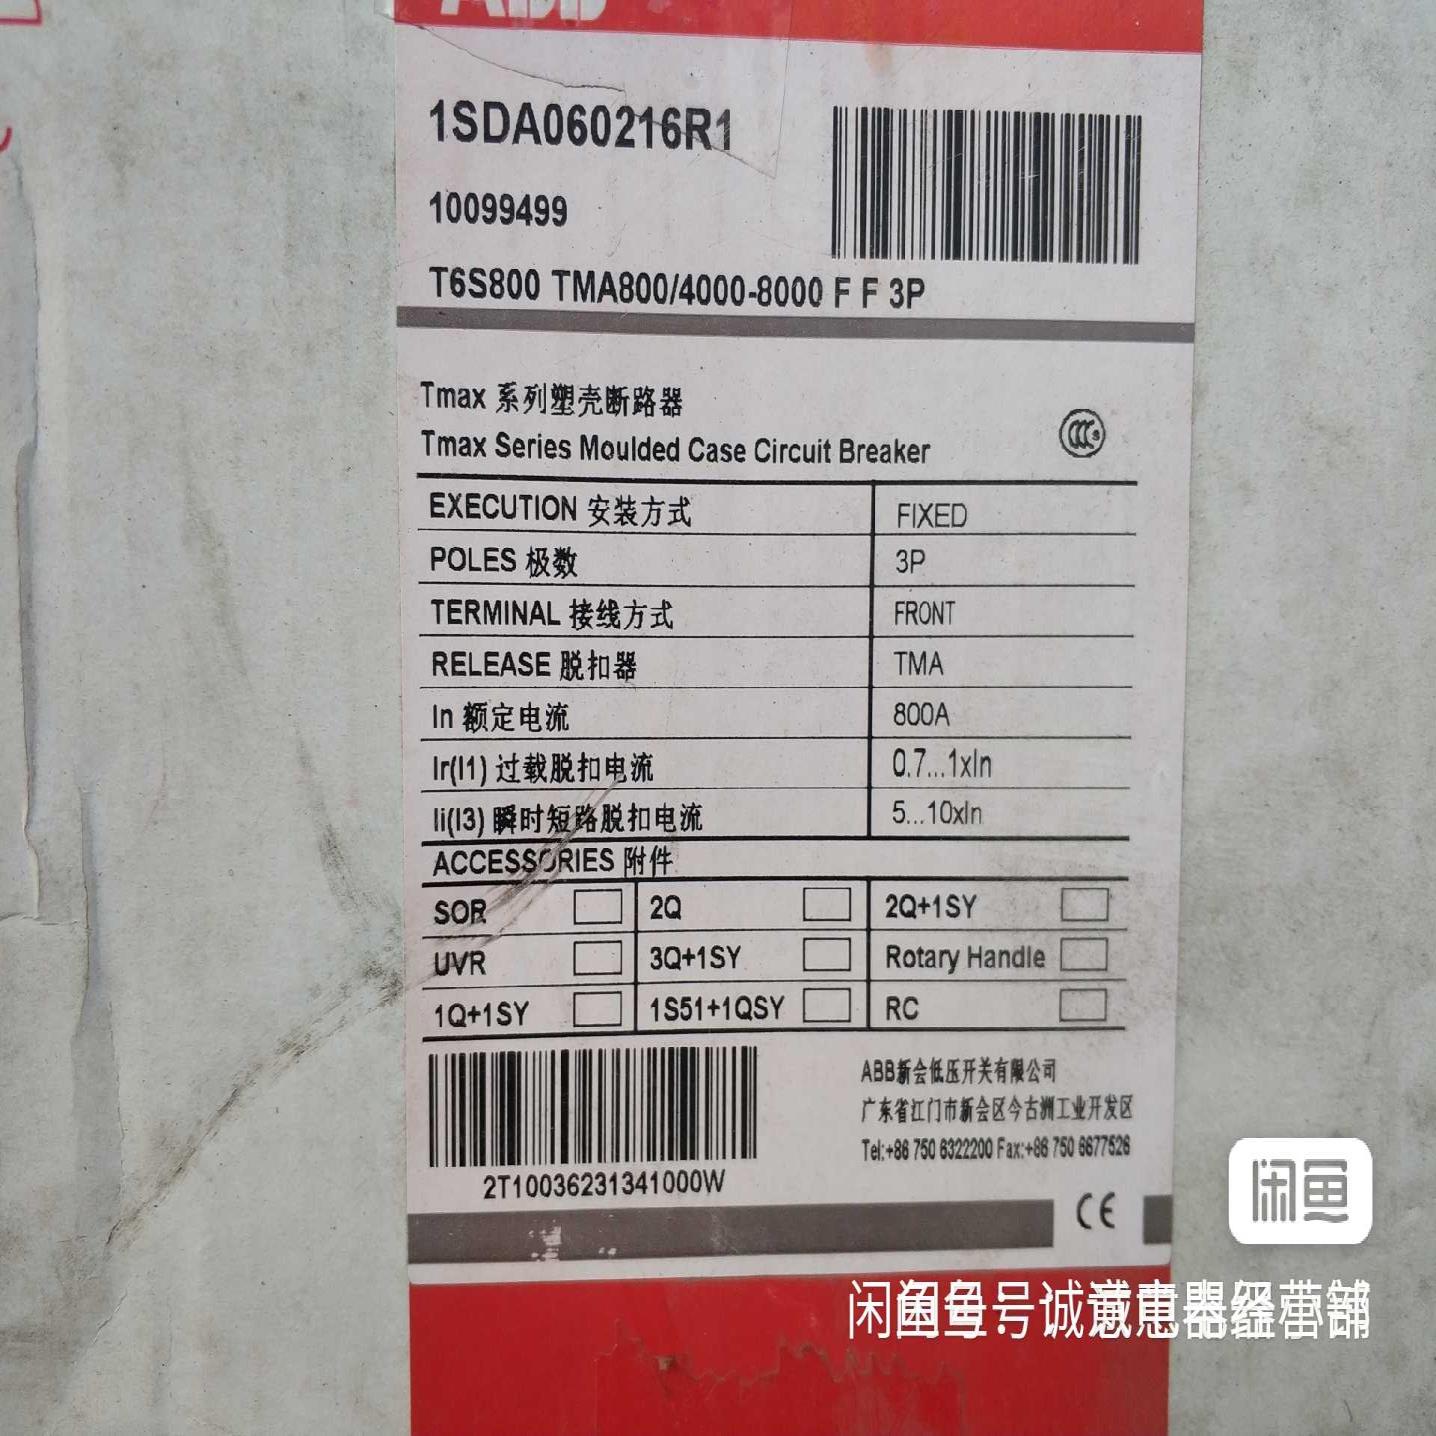 ABB
1SDA060216R1
10099499
T6S800 TMA800/4000-8000 F F 3P
Tmax 系列塑壳断路器
Tmax Series Moulded Case Circuit Breaker
EXECUTION 安装方式 FIXED
POLES 极数 3P
TERMINAL 接线方式 FRONT
RELEASE 脱扣器 TMA
In 额定电流 800A
Ir(I1) 过载脱扣电流 0.7...1xIn
Ii(I3) 瞬时短路脱扣电流 5...10xIn
ACCESSORIES 附件
SOR 2Q 2Q+1SY
UVR 3Q+1SY Rotary Handle
1Q+1SY 1S51+1QSY RC
ABB新会低压开关有限公司
广东省江门市新会区今古洲工业开发区
Tel:+86 750 6322200 Fax:+86 750 6677526
2T10036231341000W
CE
闲鱼